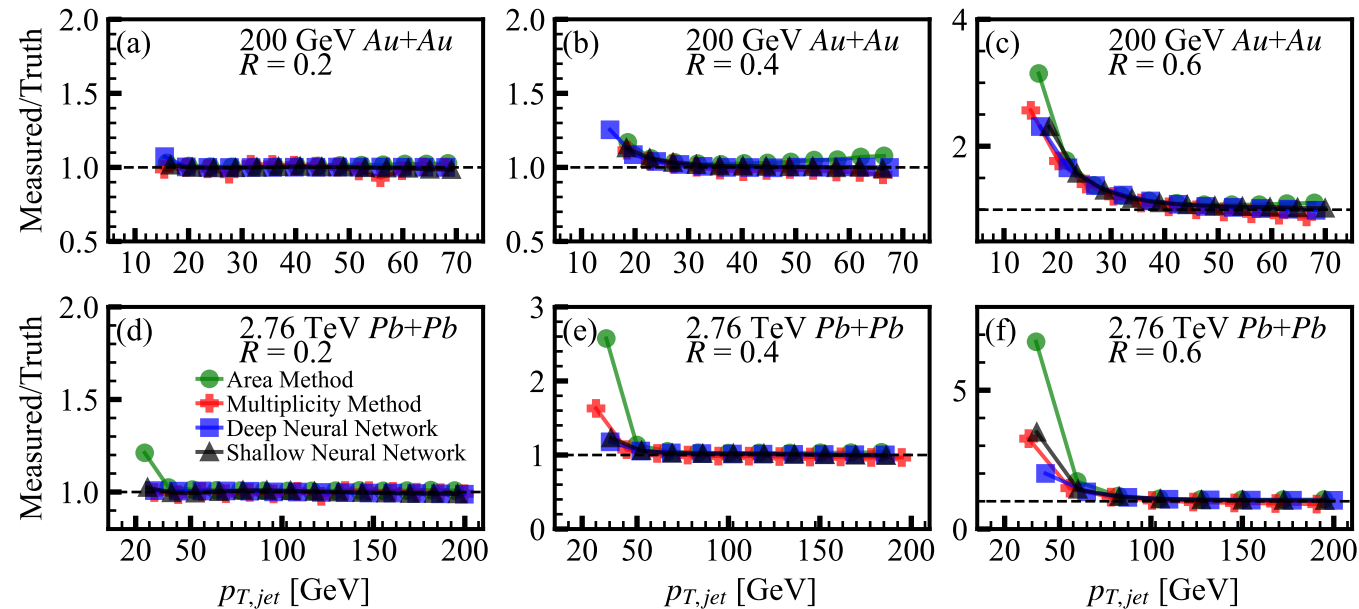 Measured/Truth
2.0
1.5
1.0
0.5
(a)
200 GeV Au+Au
R = 0.2
10 20 30 40 50 60 70
2.0
1.5
1.0
0.5
(b)
200 GeV Au+Au
R = 0.4
10 20 30 40 50 60 70
4
2
(c)
200 GeV Au+Au
R = 0.6
10 20 30 40 50 60 70
Measured/Truth
2.0
1.5
1.0
(d)
2.76 TeV Pb+Pb
R = 0.2
Area Method
Multiplicity Method
Deep Neural Network
Shallow Neural Network
20 50 100 150 200
p_{T,jet} [GeV]
3
2
1
0
(e)
2.76 TeV Pb+Pb
R = 0.4
20 50 100 150 200
p_{T,jet} [GeV]
5
0
(f)
2.76 TeV Pb+Pb
R = 0.6
20 50 100 150 200
p_{T,jet} [GeV]